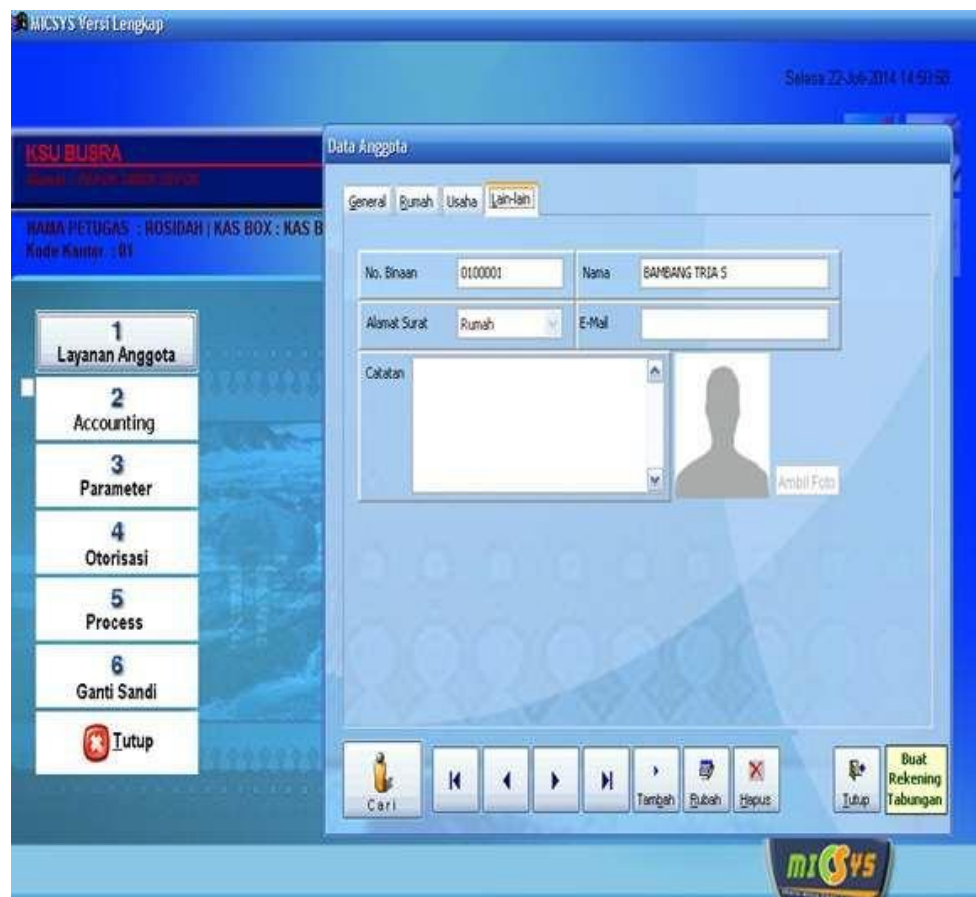 MICSYS Versi Lengkap
Selasa 22-Juli-2014 14:50:58
KSU BUSRA
NAMA PETUGAS : ROSIDAH | KAS BOX : KAS B
Kode Kantor : 01
1
Layanan Anggota
2
Accounting
3
Parameter
4
Otorisasi
5
Process
6
Ganti Sandi
Tutup
Data Anggota
General Rumah Usaha Lain-lain
No. Binaan 0100001 Nama BAMBANG TRIA S
Alamat Surat Rumah E-Mail
Catatan
Ambil Foto
Cari
Tambah Rubah Hapus
Tutup
Buat
Rekening
Tabungan
MICSYS